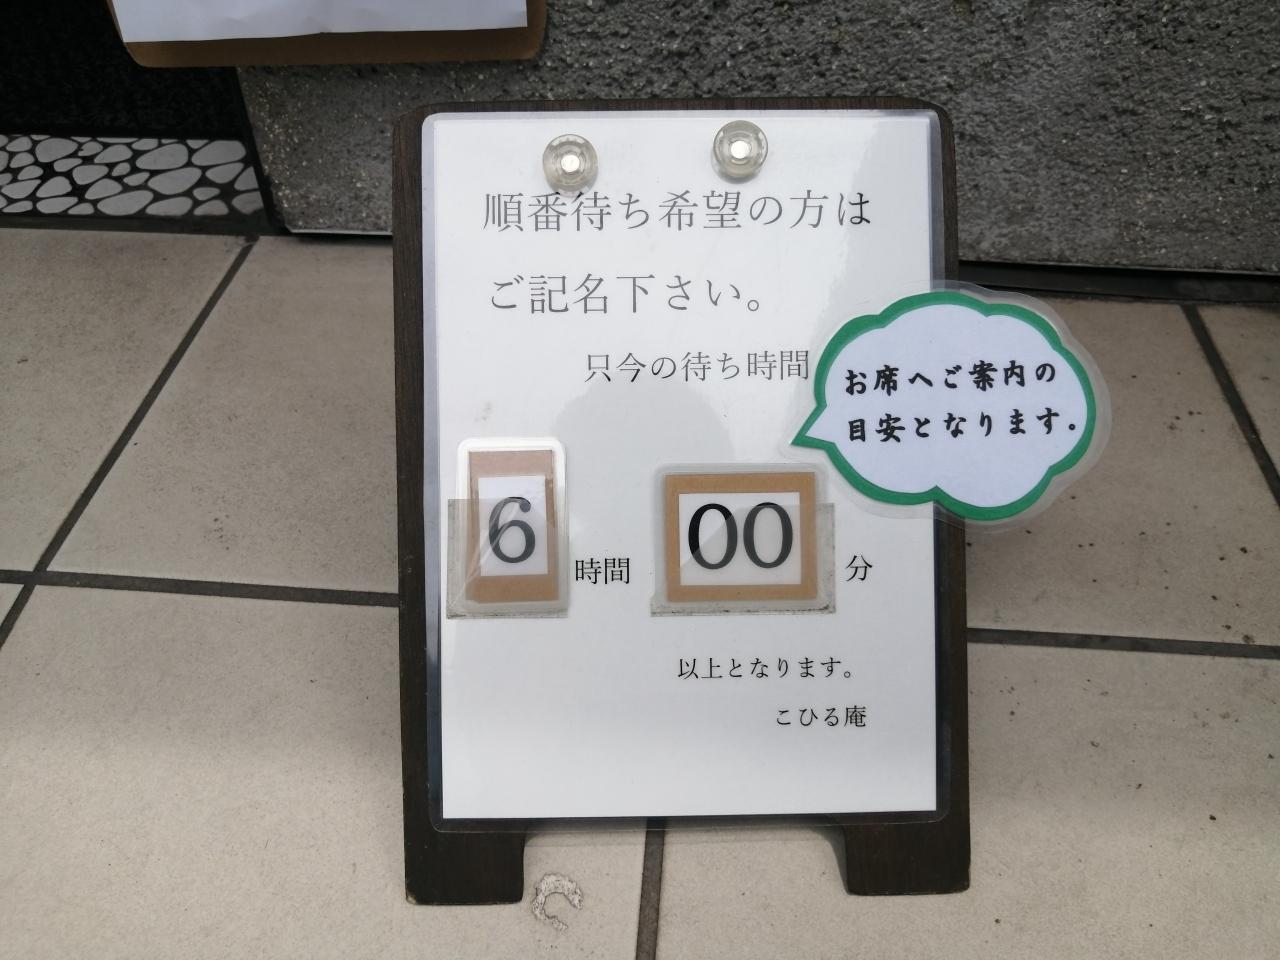 順番待ち希望の方は
ご記名下さい。
只今の待ち時間
お席へご案内の
目安となります。
6時間 00分
以上となります。
こひる庵